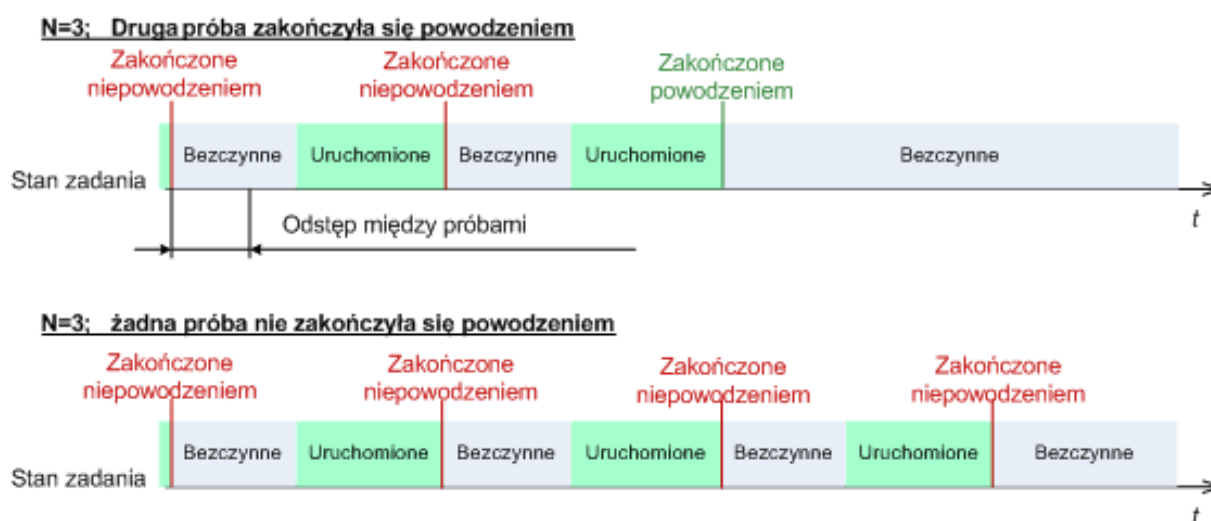 N=3; Druga próba zakończyła się powodzeniem
Zakończone niepowodzeniem
Zakończone niepowodzeniem
Zakończone powodzeniem
Bezczynne
Uruchomione
Bezczynne
Uruchomione
Bezczynne
Stan zadania
t
Odstęp między próbami
N=3; żadna próba nie zakończyła się powodzeniem
Zakończone niepowodzeniem
Zakończone niepowodzeniem
Zakończone niepowodzeniem
Zakończone niepowodzeniem
Bezczynne
Uruchomione
Bezczynne
Uruchomione
Bezczynne
Uruchomione
Bezczynne
Stan zadania
t